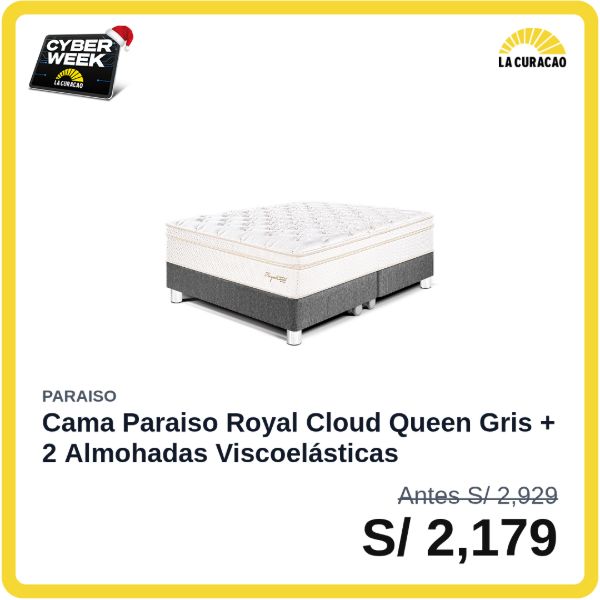 CYBER
WEEK
LA CURACAO
LA CURACAO
PARAISO
Cama Paraiso Royal Cloud Queen Gris +
2 Almohadas Viscoelásticas
Antes S/ 2,929
S/ 2,179